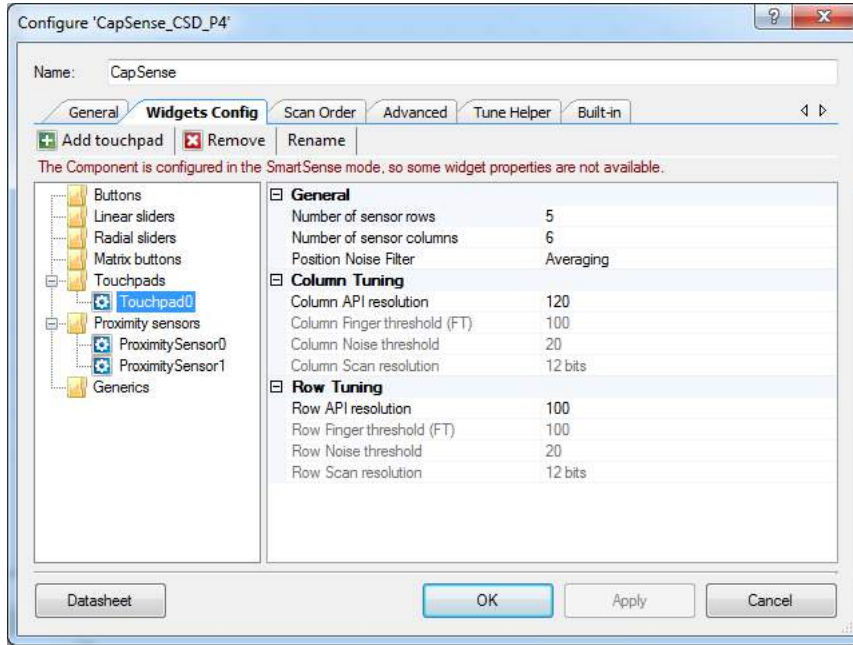 Configure 'CapSense_CSD_P4'
Name: CapSense
General Widgets Config Scan Order Advanced Tune Helper Built-in
Add touchpad Remove Rename
The Component is configured in the SmartSense mode, so some widget properties are not available.
Buttons
Linear sliders
Radial sliders
Matrix buttons
Touchpads
Touchpad0
Proximity sensors
ProximitySensor0
ProximitySensor1
Generics
General
Number of sensor rows 5
Number of sensor columns 6
Position Noise Filter Averaging
Column Tuning
Column API resolution 120
Column Finger threshold (FT) 100
Column Noise threshold 20
Column Scan resolution 12 bits
Row Tuning
Row API resolution 100
Row Finger threshold (FT) 100
Row Noise threshold 20
Row Scan resolution 12 bits
Datasheet OK Apply Cancel